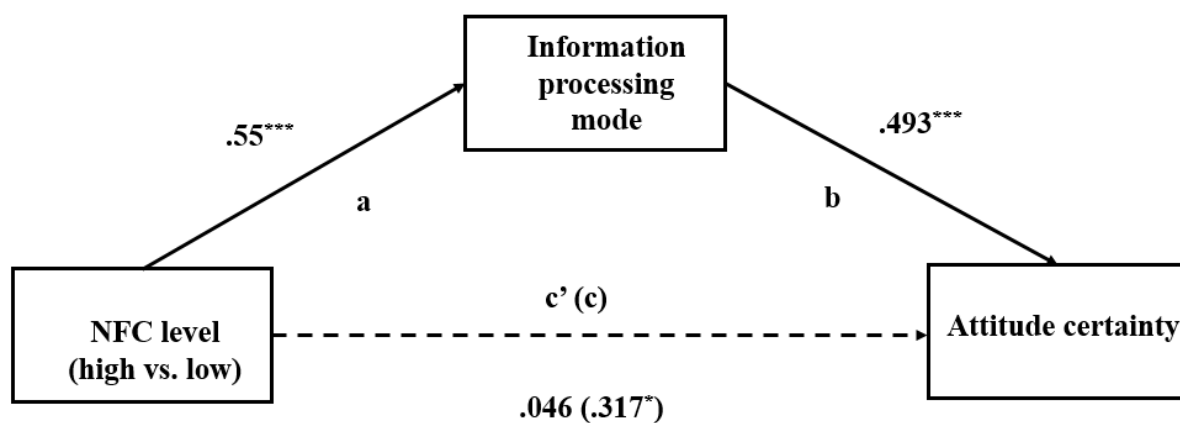 Information
processing
mode
.55***
.493***
a
b
NFC level
(high vs. low)
c’ (c)
Attitude certainty
.046 (.317*)